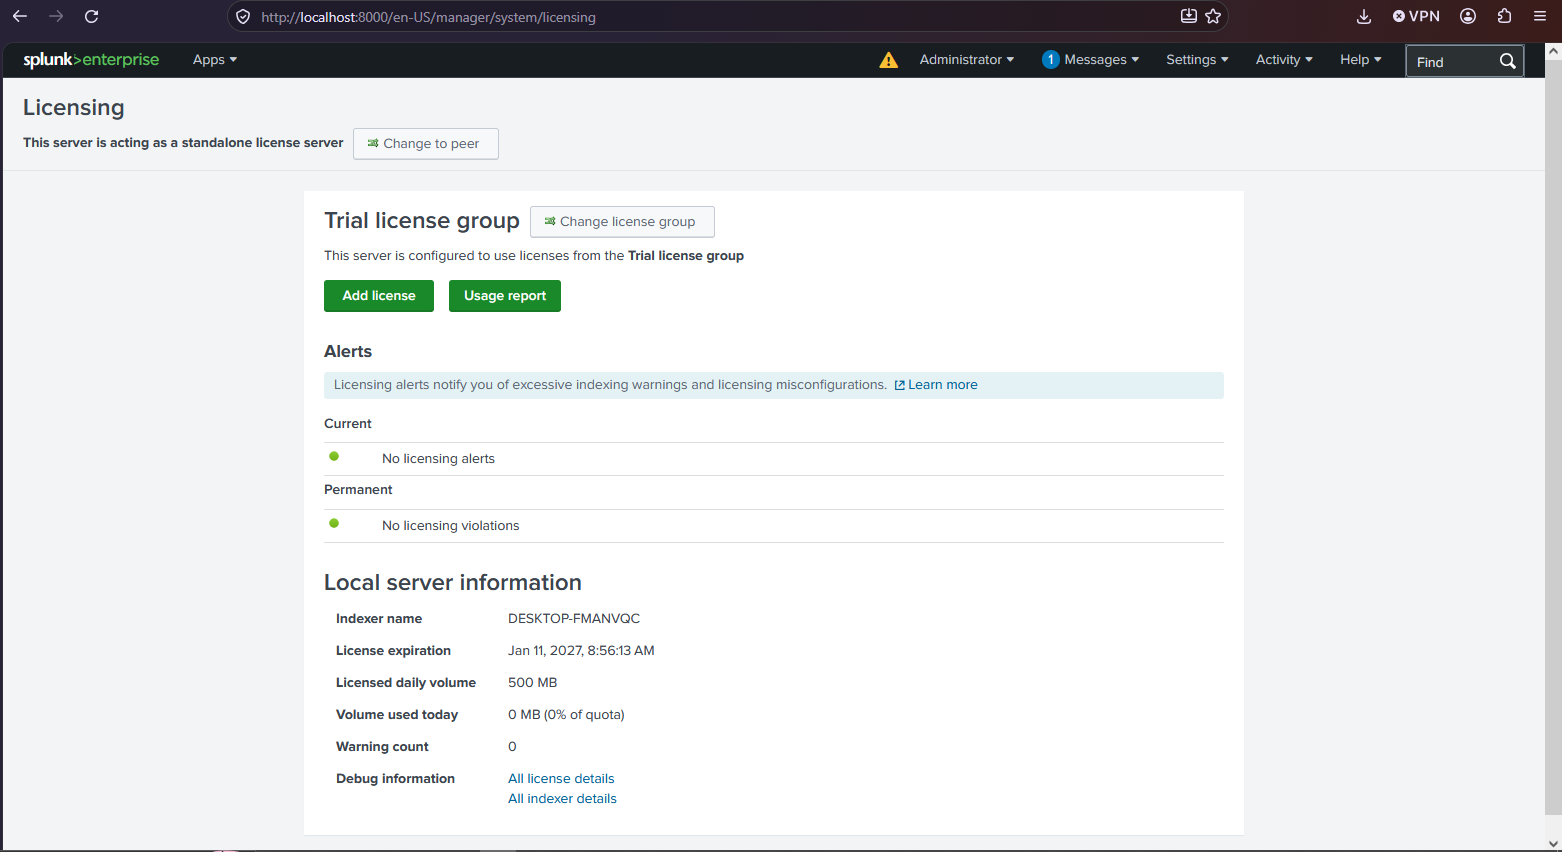 http://localhost:8000/en-US/manager/system/licensing
VPN
splunk>enterprise Apps Administrator 1 Messages Settings Activity Help Find
Licensing
This server is acting as a standalone license server Change to peer
Trial license group Change license group
This server is configured to use licenses from the Trial license group
Add license Usage report
Alerts
Licensing alerts notify you of excessive indexing warnings and licensing misconfigurations. Learn more
Current
No licensing alerts
Permanent
No licensing violations
Local server information
Indexer name DESKTOP-FMANVQC
License expiration Jan 11, 2027, 8:56:13 AM
Licensed daily volume 500 MB
Volume used today 0 MB (0% of quota)
Warning count 0
Debug information All license details
All indexer details